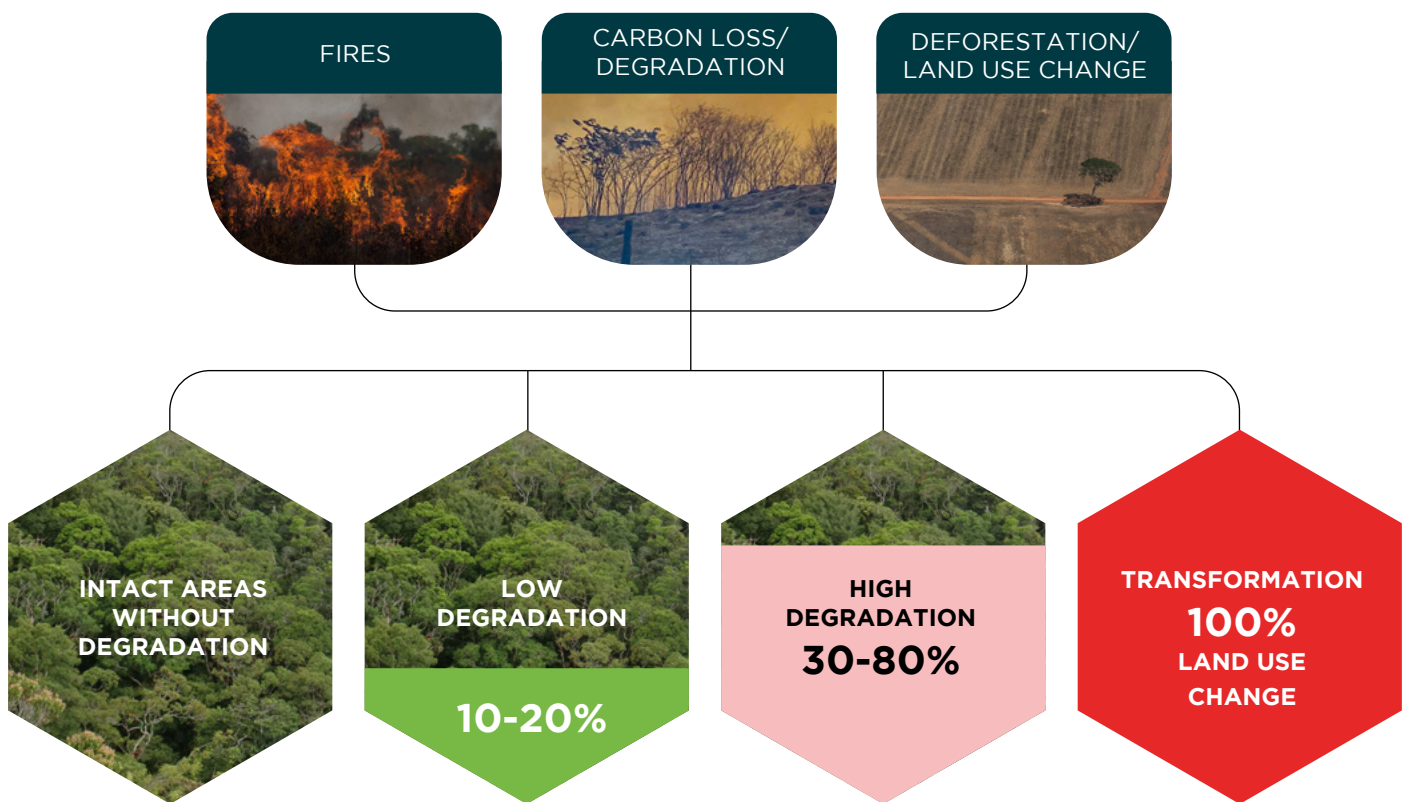 FIRES
CARBON LOSS/
DEGRADATION
DEFORESTATION/
LAND USE CHANGE
INTACT AREAS
WITHOUT
DEGRADATION
LOW
DEGRADATION
10-20%
HIGH
DEGRADATION
30-80%
TRANSFORMATION
100%
LAND USE
CHANGE